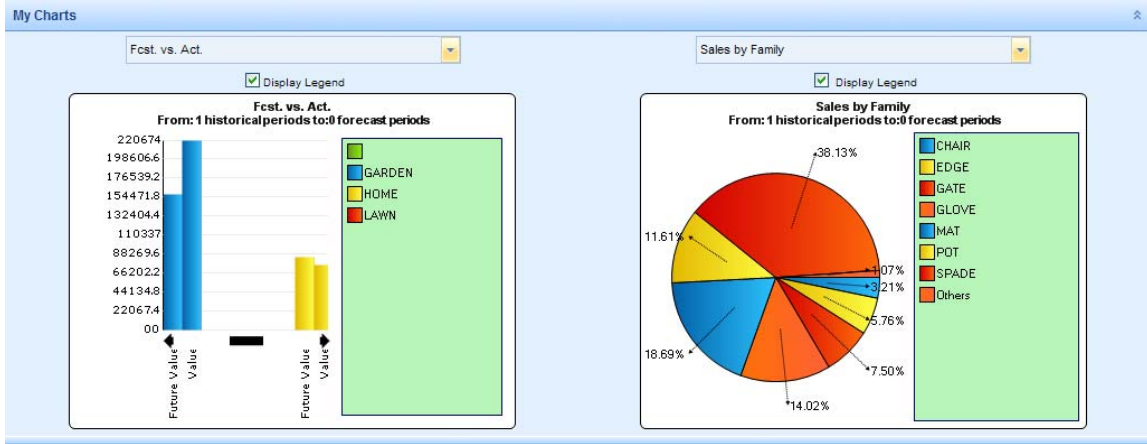 My Charts
Fcst. vs. Act.
Display Legend
Fcst. vs. Act.
From: 1 historical periods to:0 forecast periods
220674
198606.6
176539.2
154471.8
132404.4
110337
88269.6
66202.2
44134.8
22067.4
00
Future Value
Value
Future Value
Value
GARDEN
HOME
LAWN
Sales by Family
Display Legend
Sales by Family
From: 1 historical periods to:0 forecast periods
38.13%
11.61%
1.07%
3.21%
5.76%
18.69%
7.50%
14.02%
CHAIR
EDGE
GATE
GLOVE
MAT
POT
SPADE
Others